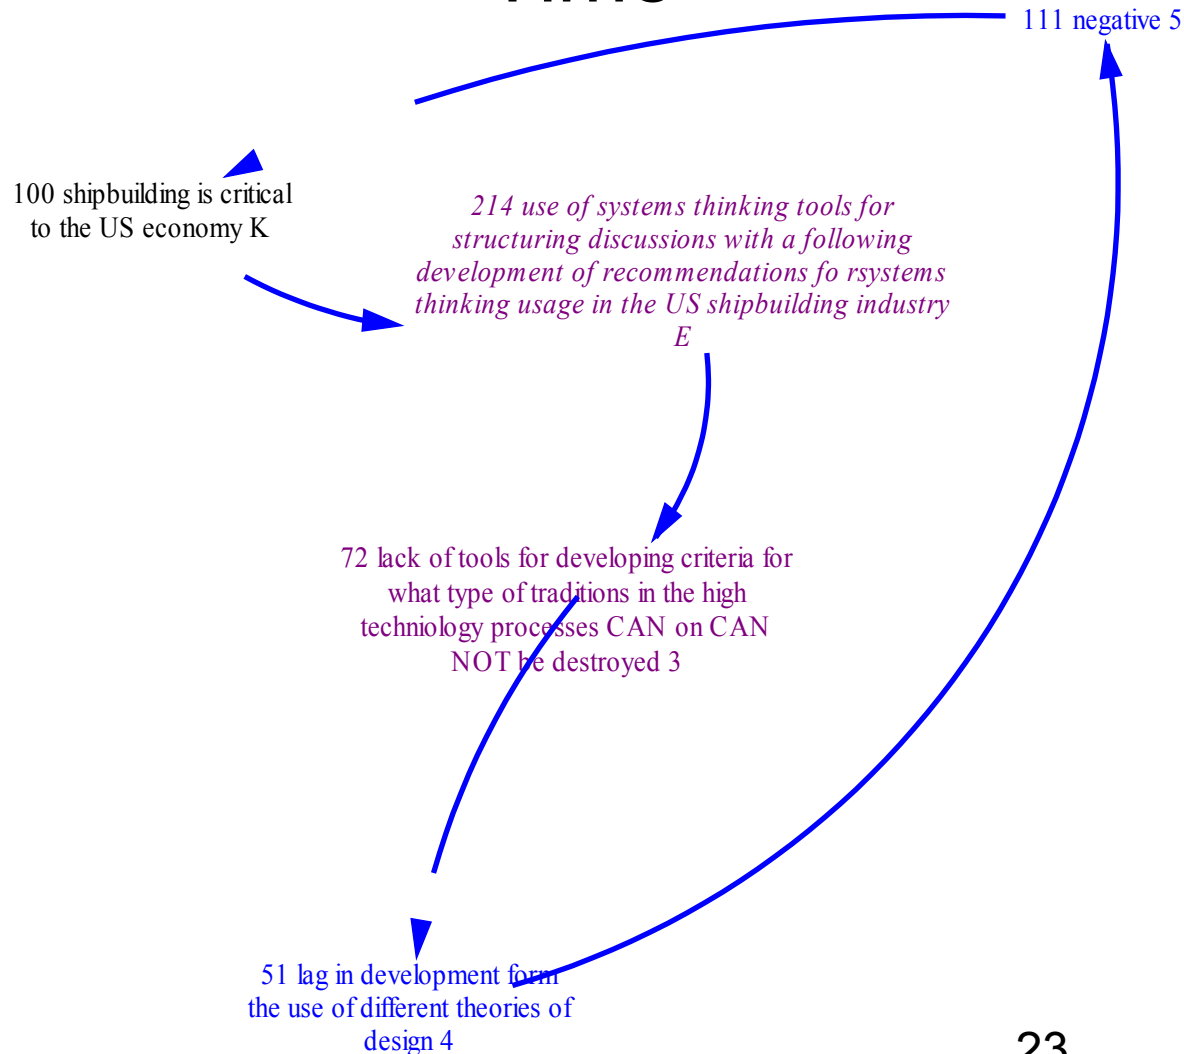 111 negative 5
100 shipbuilding is critical
to the US economy K
214 use of systems thinking tools for
structuring discussions with a following
development of recommendations fo rsystems
thinking usage in the US shipbuilding industry
E
72 lack of tools for developing criteria for
what type of traditions in the high
techniology processes CAN on CAN
NOT be destroyed 3
51 lag in development form
the use of different theories of
design 4
23